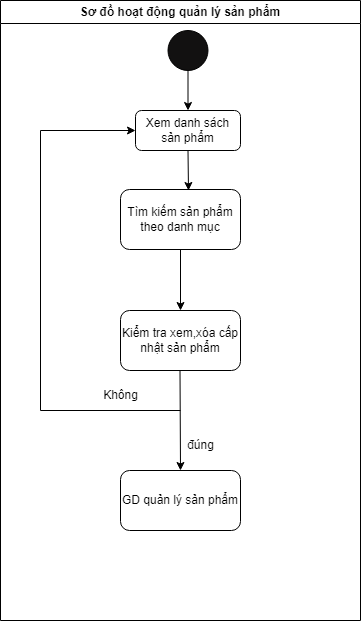 Sơ đồ hoạt động quản lý sản phẩm
Xem danh sách
sản phẩm
Tìm kiếm sản phẩm
theo danh mục
Kiểm tra xem,xóa cấp
nhật sản phẩm
Không
đúng
GD quản lý sản phẩm